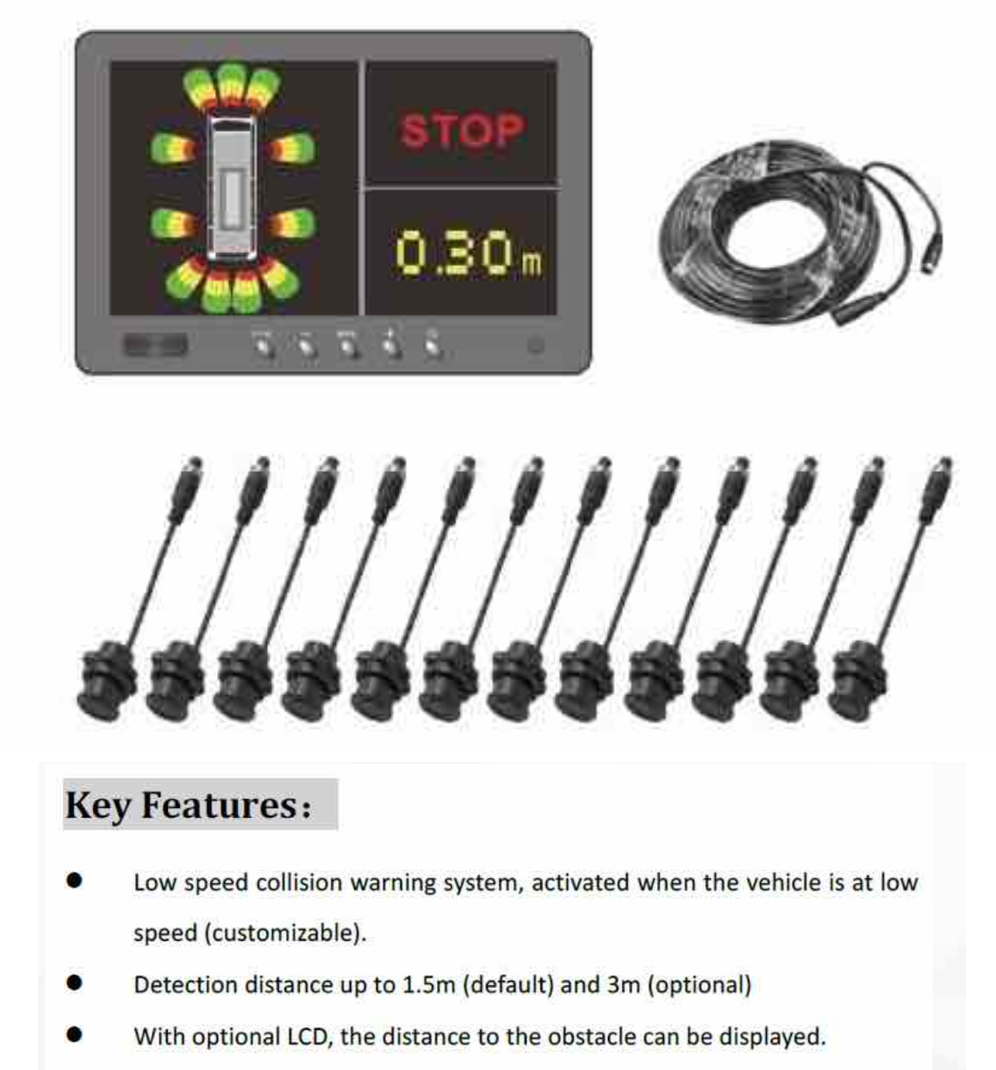 STOP
0.30m
Key Features：
● Low speed collision warning system, activated when the vehicle is at low
speed (customizable).
● Detection distance up to 1.5m (default) and 3m (optional)
● With optional LCD, the distance to the obstacle can be displayed.